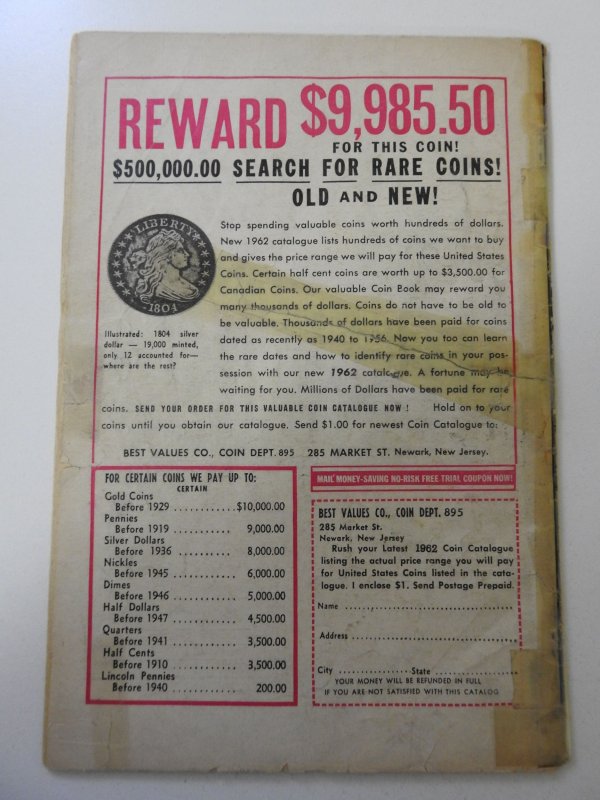 REWARD $9,985.50
FOR THIS COIN!
$500,000.00 SEARCH FOR RARE COINS!
OLD AND NEW!
LIBERTY
1804
Illustrated: 1804 silver
dollar — 19,000 minted,
only 12 accounted for—
where are the rest?
Stop spending valuable coins worth hundreds of dollars.
New 1962 catalogue lists hundreds of coins we want to buy
and gives the price range we will pay for these United States
Coins. Certain half cent coins are worth up to $3,500.00 for
Canadian Coins. Our valuable Coin Book may reward you
many thousands of dollars. Coins do not have to be old to
be valuable. Thousands of dollars have been paid for coins
dated as recently as 1940 to 1956. Now you too can learn
the rare dates and how to identify rare coins in your pos-
session with our new 1962 catalogue. A fortune may be
waiting for you. Millions of Dollars have been paid for rare
coins. SEND YOUR ORDER FOR THIS VALUABLE COIN CATALOGUE NOW ! Hold on to your
coins until you obtain our catalogue. Send $1.00 for newest Coin Catalogue to:
BEST VALUES CO., COIN DEPT. 895 285 MARKET ST. Newark, New Jersey.
FOR CERTAIN COINS WE PAY UP TO:
CERTAIN
Gold Coins
Before 1929 ............$10,000.00
Pennies
Before 1919 ............ 9,000.00
Silver Dollars
Before 1936 ........... 8,000.00
Nickles
Before 1945 ........... 6,000.00
Dimes
Before 1946 ........... 5,000.00
Half Dollars
Before 1947 ........... 4,500.00
Quarters
Before 1941 ........... 3,500.00
Half Cents
Before 1910 ........... 3,500.00
Lincoln Pennies
Before 1940 ........... 200.00
MAIL MONEY-SAVING NO-RISK FREE TRIAL COUPON NOW!
BEST VALUES CO., COIN DEPT. 895
285 Market St.
Newark, New Jersey
Rush your Latest 1962 Coin Catalogue
listing the actual price range you will pay
for United States Coins listed in the cata-
logue. I enclose $1. Send Postage Prepaid.
Name ....................................
Address ....................................
City .................State ....................
YOUR MONEY WILL BE REFUNDED IN FULL
IF YOU ARE NOT SATISFIED WITH THIS CATALOG